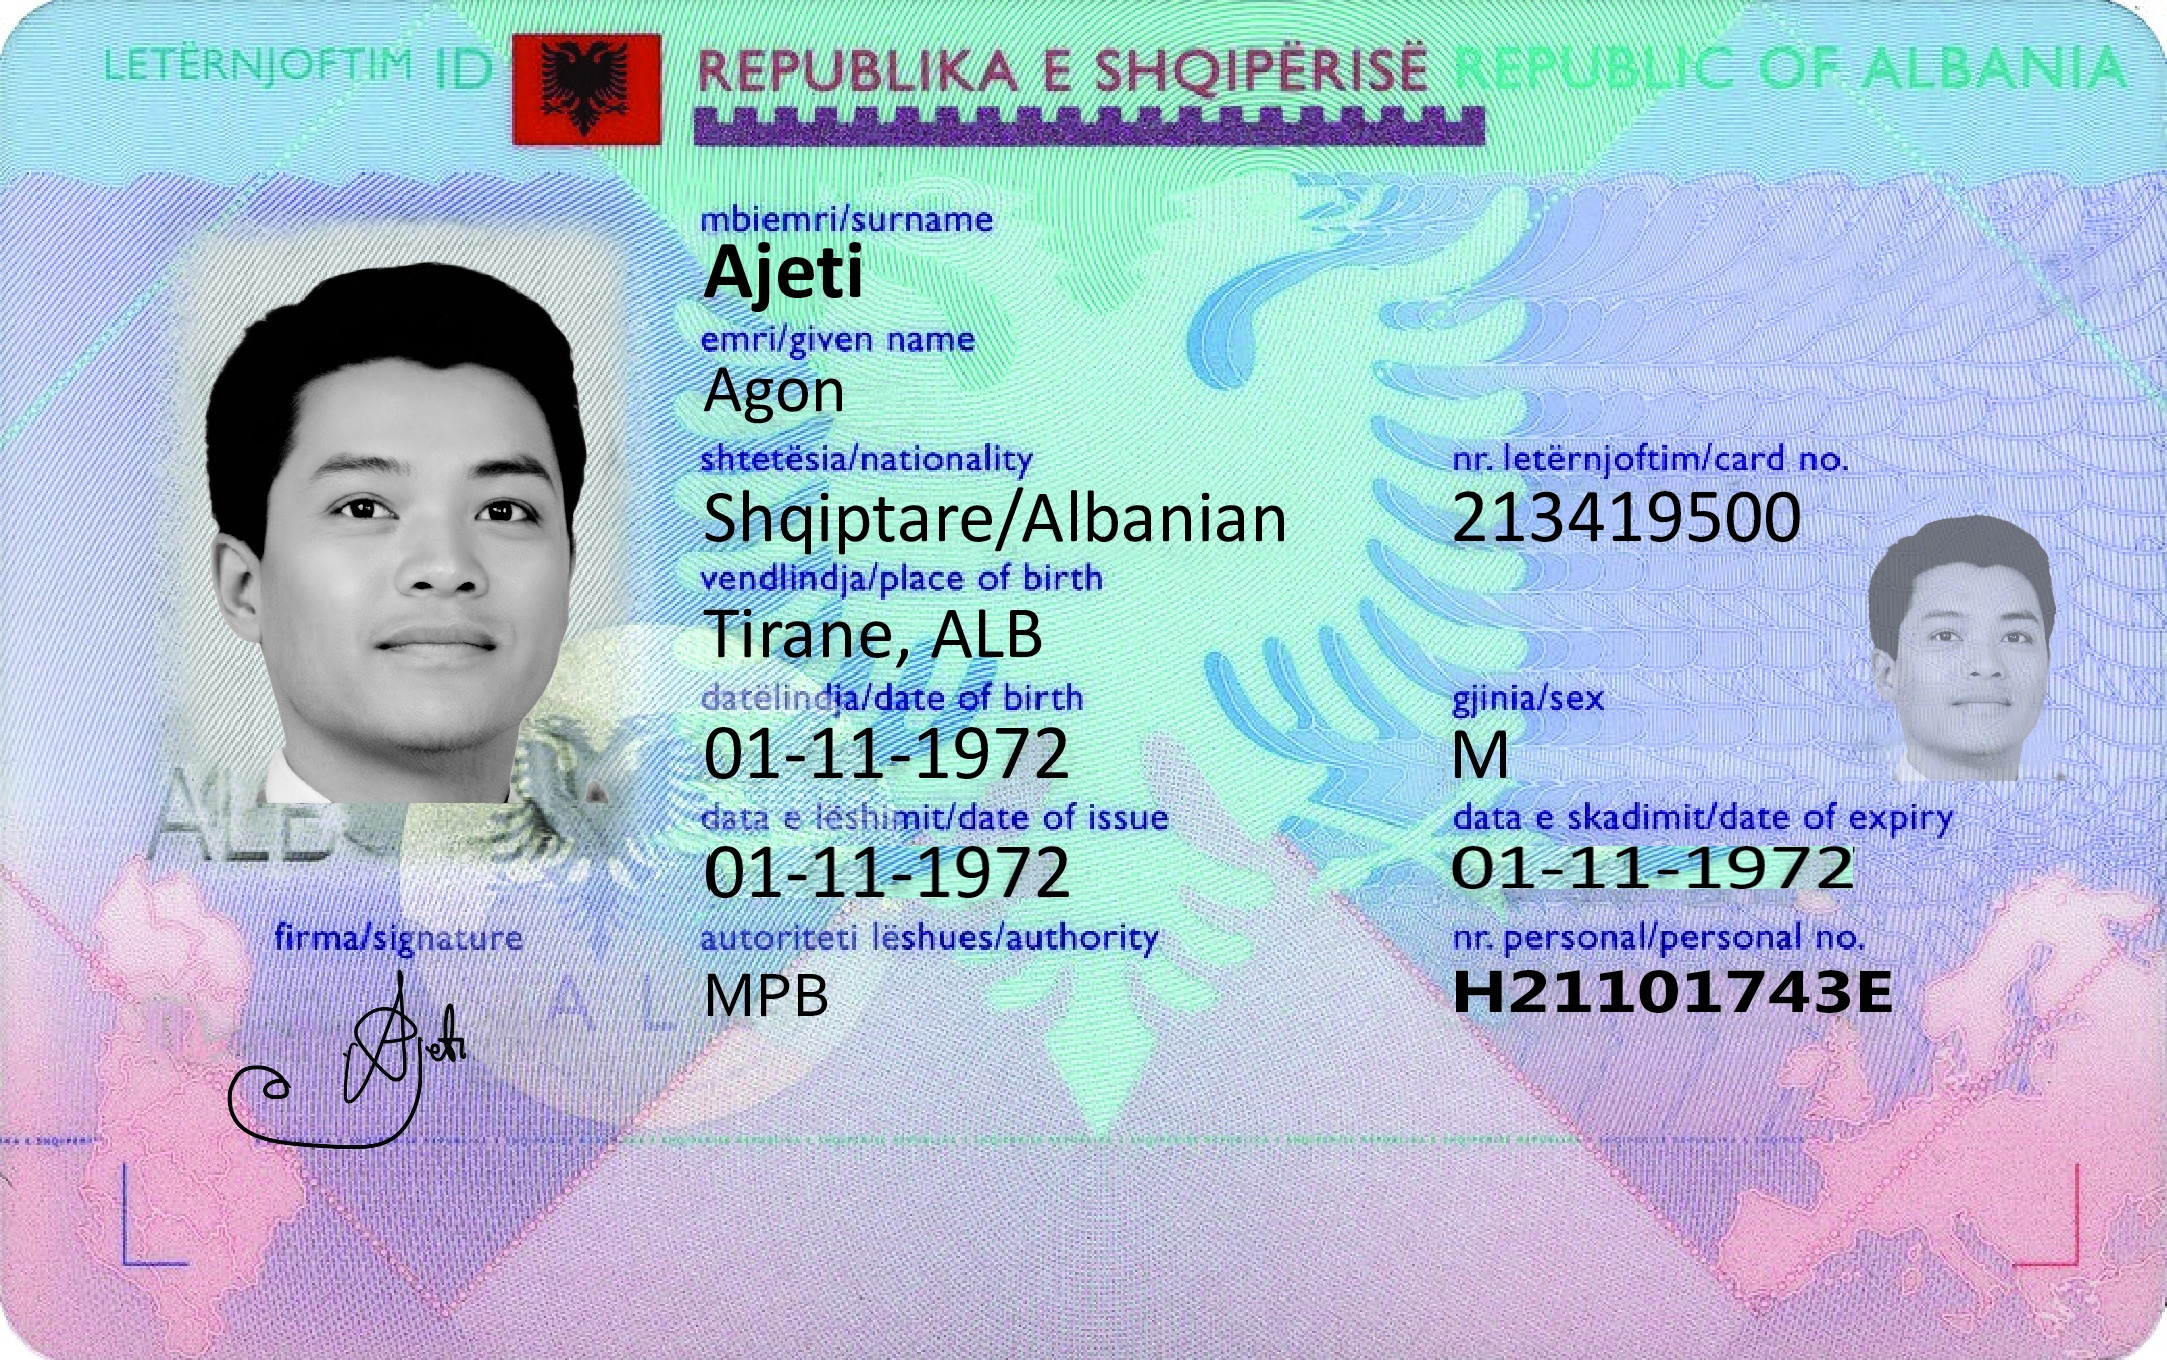 LETËRNJOFTIM ID REPUBLIKA E SHQIPËRISË REPUBLIC OF ALBANIA
mbiemri/surname
Ajeti
emri/given name
Agon
shtetësia/nationality
Shqiptare/Albanian
nr. letërnjoftim/card no.
213419500
vendlindja/place of birth
Tirane, ALB
datëlindja/date of birth
01-11-1972
gjinia/sex
M
data e lëshimit/date of issue
01-11-1972
data e skadimit/date of expiry
01-11-1972
autoriteti lëshues/authority
MPB
nr. personal/personal no.
H21101743E
ALB
firma/signature
Ajeti
A L